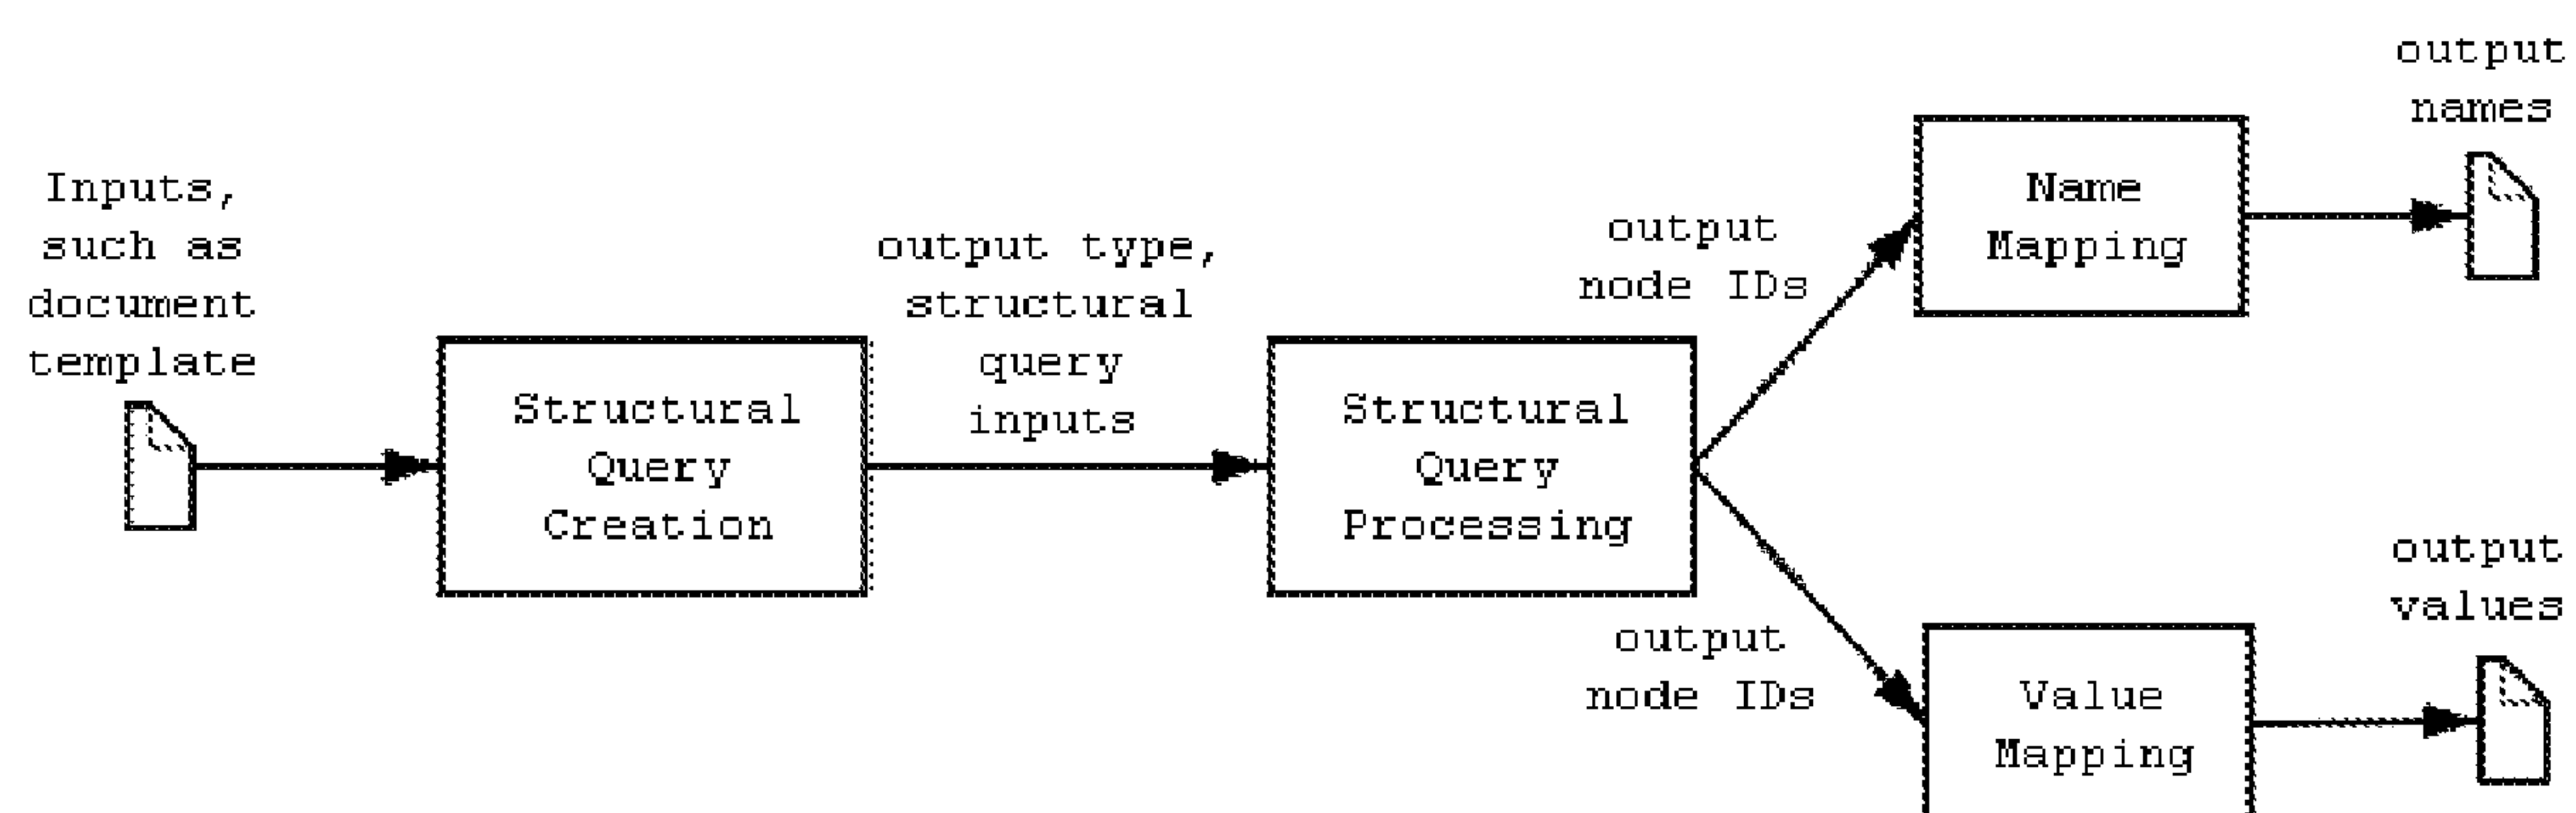 Inputs,
such as
document
template
Structural
Query
Creation
output type,
structural
query
inputs
Structural
Query
Processing
output
node IDs
Name
Mapping
output
names
output
node IDs
Value
Mapping
output
values